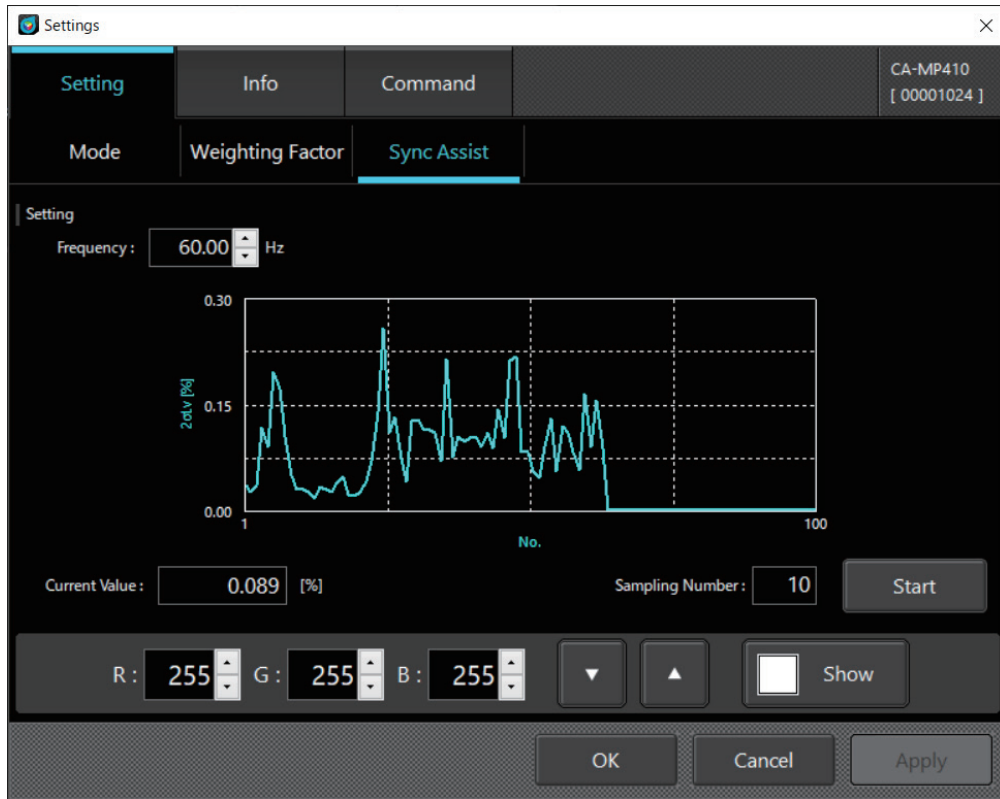 Settings
Setting Info Command
CA-MP410
[ 00001024 ]
Mode Weighting Factor Sync Assist
Setting
Frequency : 60.00 Hz
0.30
0.15
0.00
2σLv [%]
1 100
No.
Current Value : 0.089 [%] Sampling Number : 10 Start
R : 255 G : 255 B : 255 ▼ ▲ Show
OK Cancel Apply